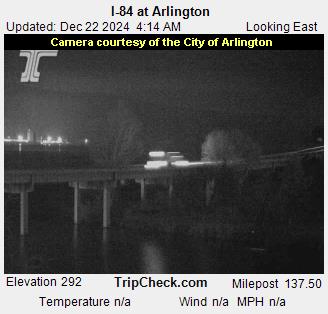 I-84 at Arlington
Updated: Dec 22 2024 4:14 AM Looking East
Camera courtesy of the City of Arlington
Elevation 292 TripCheck.com Milepost 137.50
Temperature n/a Wind n/a MPH n/a